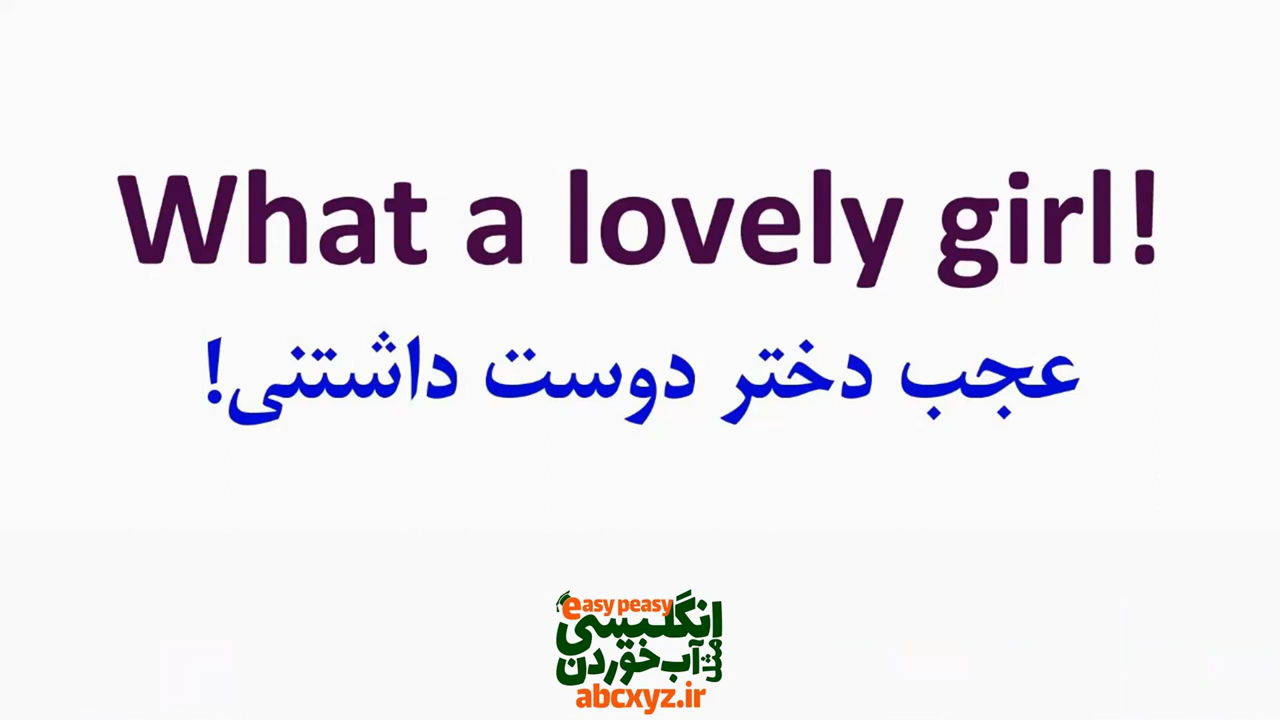 What a lovely girl!
عجب دختر دوست داشتنی!
easy peasy
انگلیسی
مثل آب خوردن
abcxyz.ir